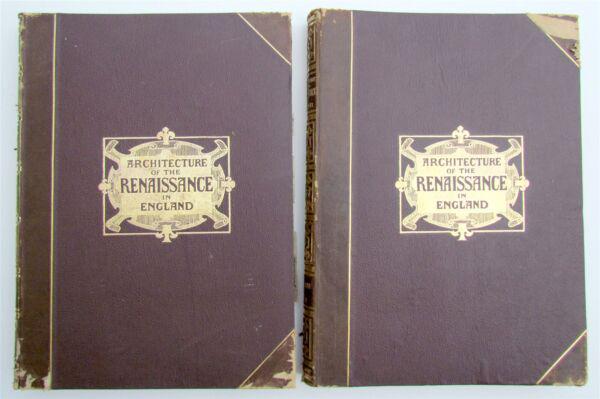 ARCHITECTURE
OF THE
RENAISSANCE
IN
ENGLAND
ARCHITECTURE
OF THE
RENAISSANCE
IN
ENGLAND